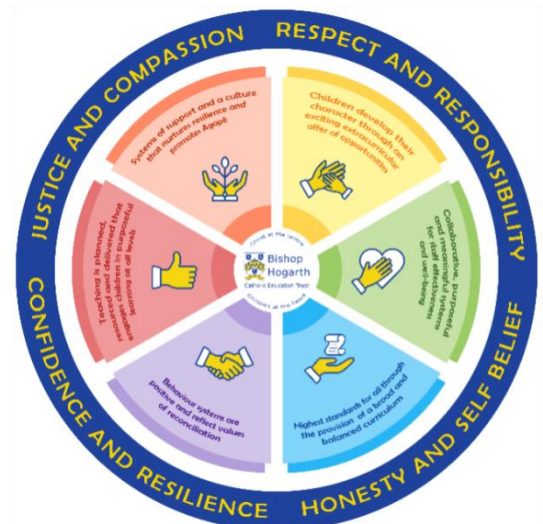 JUSTICE AND COMPASSION
RESPECT AND RESPONSIBILITY
HONESTY AND SELF BELIEF
CONFIDENCE AND RESILIENCE
Systems of support and a culture
that nurtures resilience and
promotes Agapé
Children develop their
character through an
exciting extracurricular
offer of opportunities
Collaborative, purposeful
and meaningful systems
for staff effectiveness
and well-being
Highest standards for all through
the provision of a broad and
balanced curriculum
Behaviour systems are
positive and reflect values
of reconciliation
Teaching is planned,
resourced and delivered that
engages children in purposeful
learning at all levels
Christ at the centre
Bishop
Hogarth
Catholic Education Trust
Children at the heart